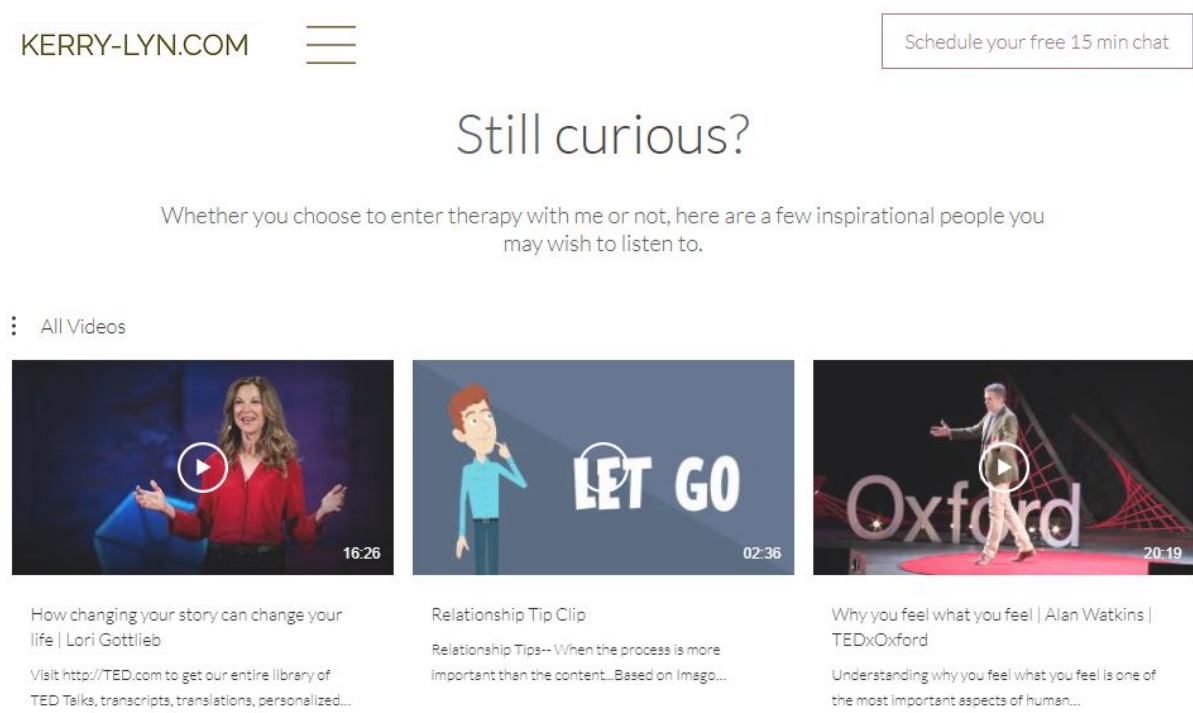 KERRY-LYN.COM
Schedule your free 15 min chat
Still curious?
Whether you choose to enter therapy with me or not, here are a few inspirational people you
may wish to listen to.
All Videos
16:26
LET GO
02:36
Oxford
20:19
How changing your story can change your
life | Lori Gottlieb
Visit http://TED.com to get our entire library of
TED Talks, transcripts, translations, personalized...
Relationship Tip Clip
Relationship Tips-- When the process is more
important than the content...Based on Imago...
Why you feel what you feel | Alan Watkins |
TEDxOxford
Understanding why you feel what you feel is one of
the most important aspects of human...